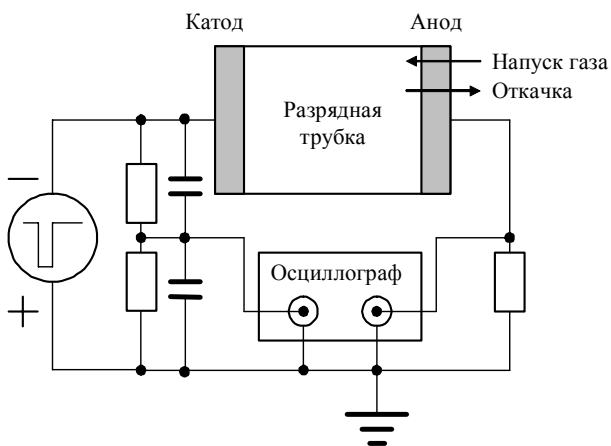 Катод
Анод
Напуск газа
Откачка
Разрядная
трубка
−
+
Осциллограф